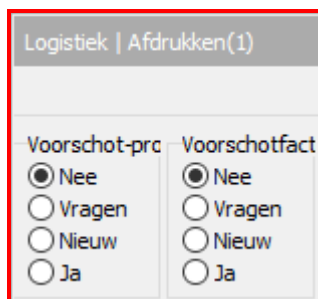 Logistiek | Afdrukken(1)
Voorschot-pro Voorschotfact
Nee Nee
Vragen Vragen
Nieuw Nieuw
Ja Ja